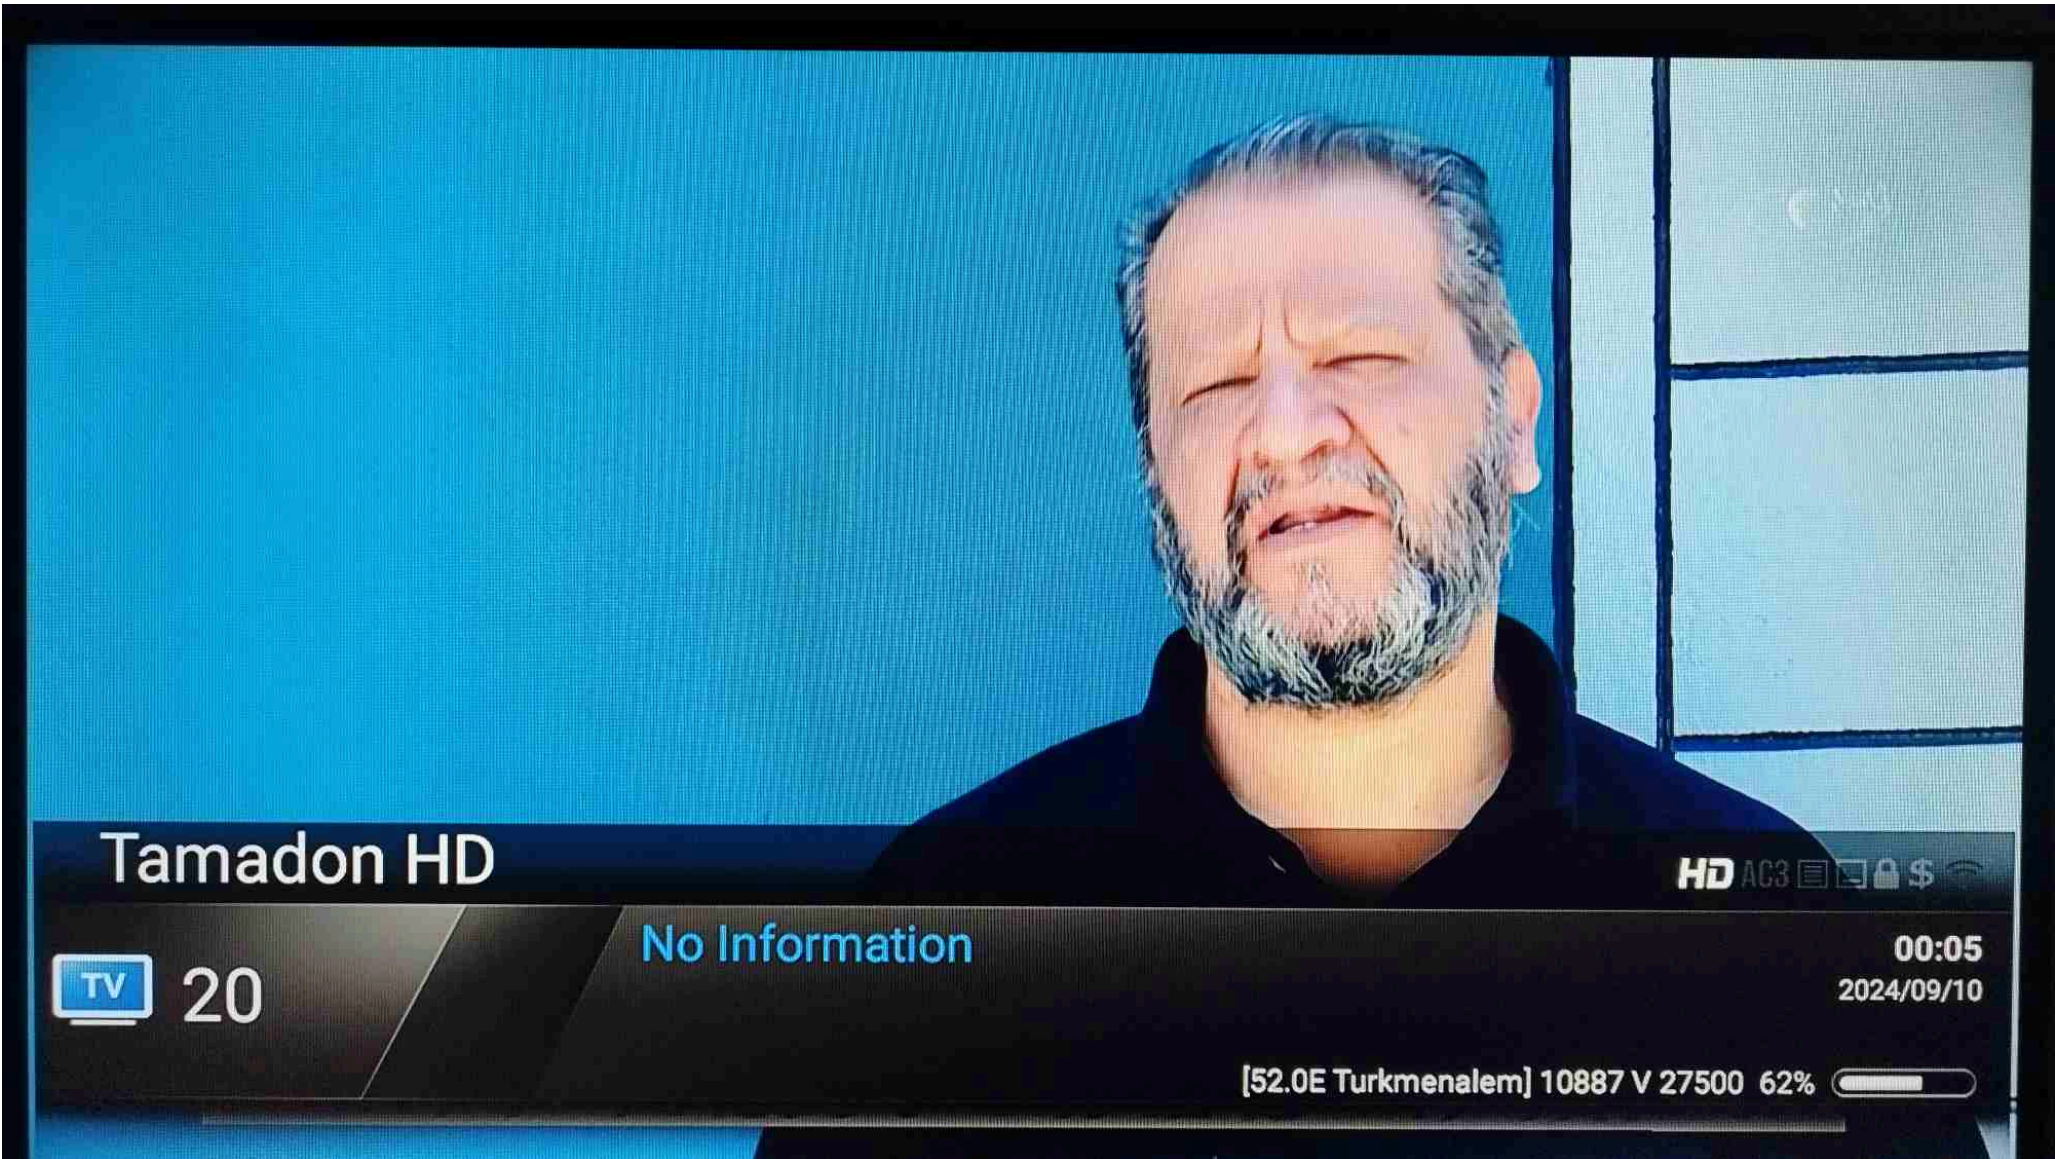 Tamadon HD
HD AC3 $
TV 20
No Information
00:05
2024/09/10
[52.0E Turkmenalem] 10887 V 27500 62%